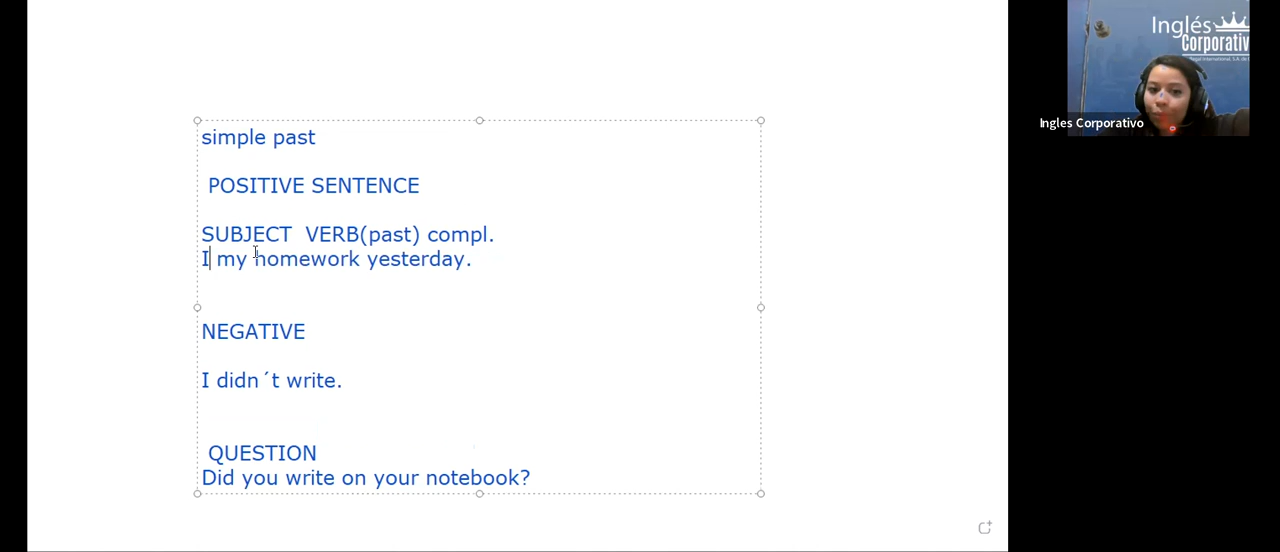 simple past
POSITIVE SENTENCE
SUBJECT VERB(past) compl.
I my homework yesterday.
NEGATIVE
I didn´t write.
QUESTION
Did you write on your notebook?
Inglés
Corporativ
Ingles Corporativo